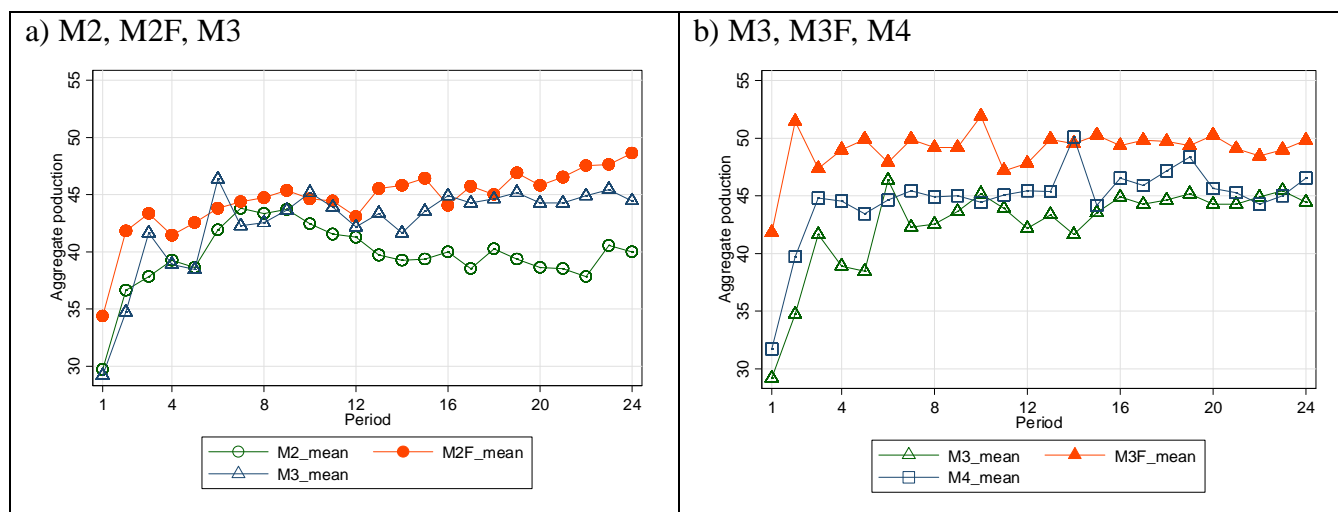 a) M2, M2F, M3
55
50
45
40
35
30
Aggregate poduction
1 4 8 12 16 20 24
Period
M2_mean M2F_mean
M3_mean
b) M3, M3F, M4
55
50
45
40
35
30
Aggregate poduction
1 4 8 12 16 20 24
Period
M3_mean M3F_mean
M4_mean